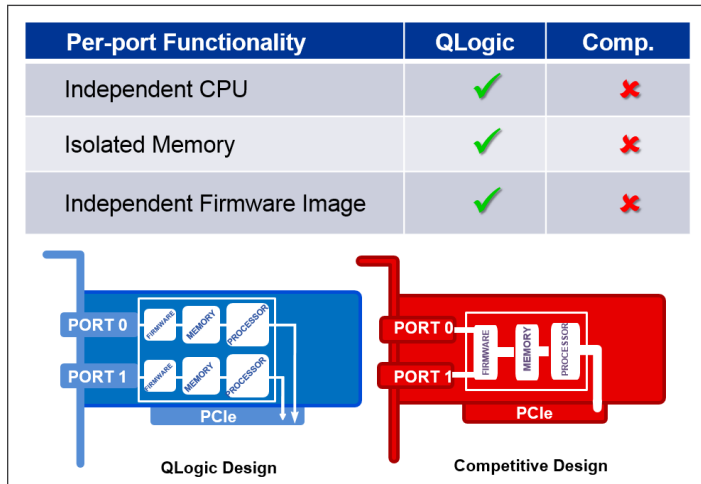 Per-port Functionality QLogic Comp.
Independent CPU ✓ ✘
Isolated Memory ✓ ✘
Independent Firmware Image ✓ ✘
PORT 0
FIRMWARE
MEMORY
PROCESSOR
PORT 1
FIRMWARE
MEMORY
PROCESSOR
PCIe
QLogic Design
PORT 0
PORT 1
FIRMWARE
MEMORY
PROCESSOR
PCIe
Competitive Design